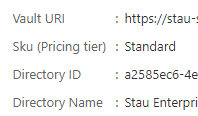 Vault URI : https://stau-s
Sku (Pricing tier) : Standard
Directory ID : a2585ec6-4e
Directory Name : Stau Enterpri